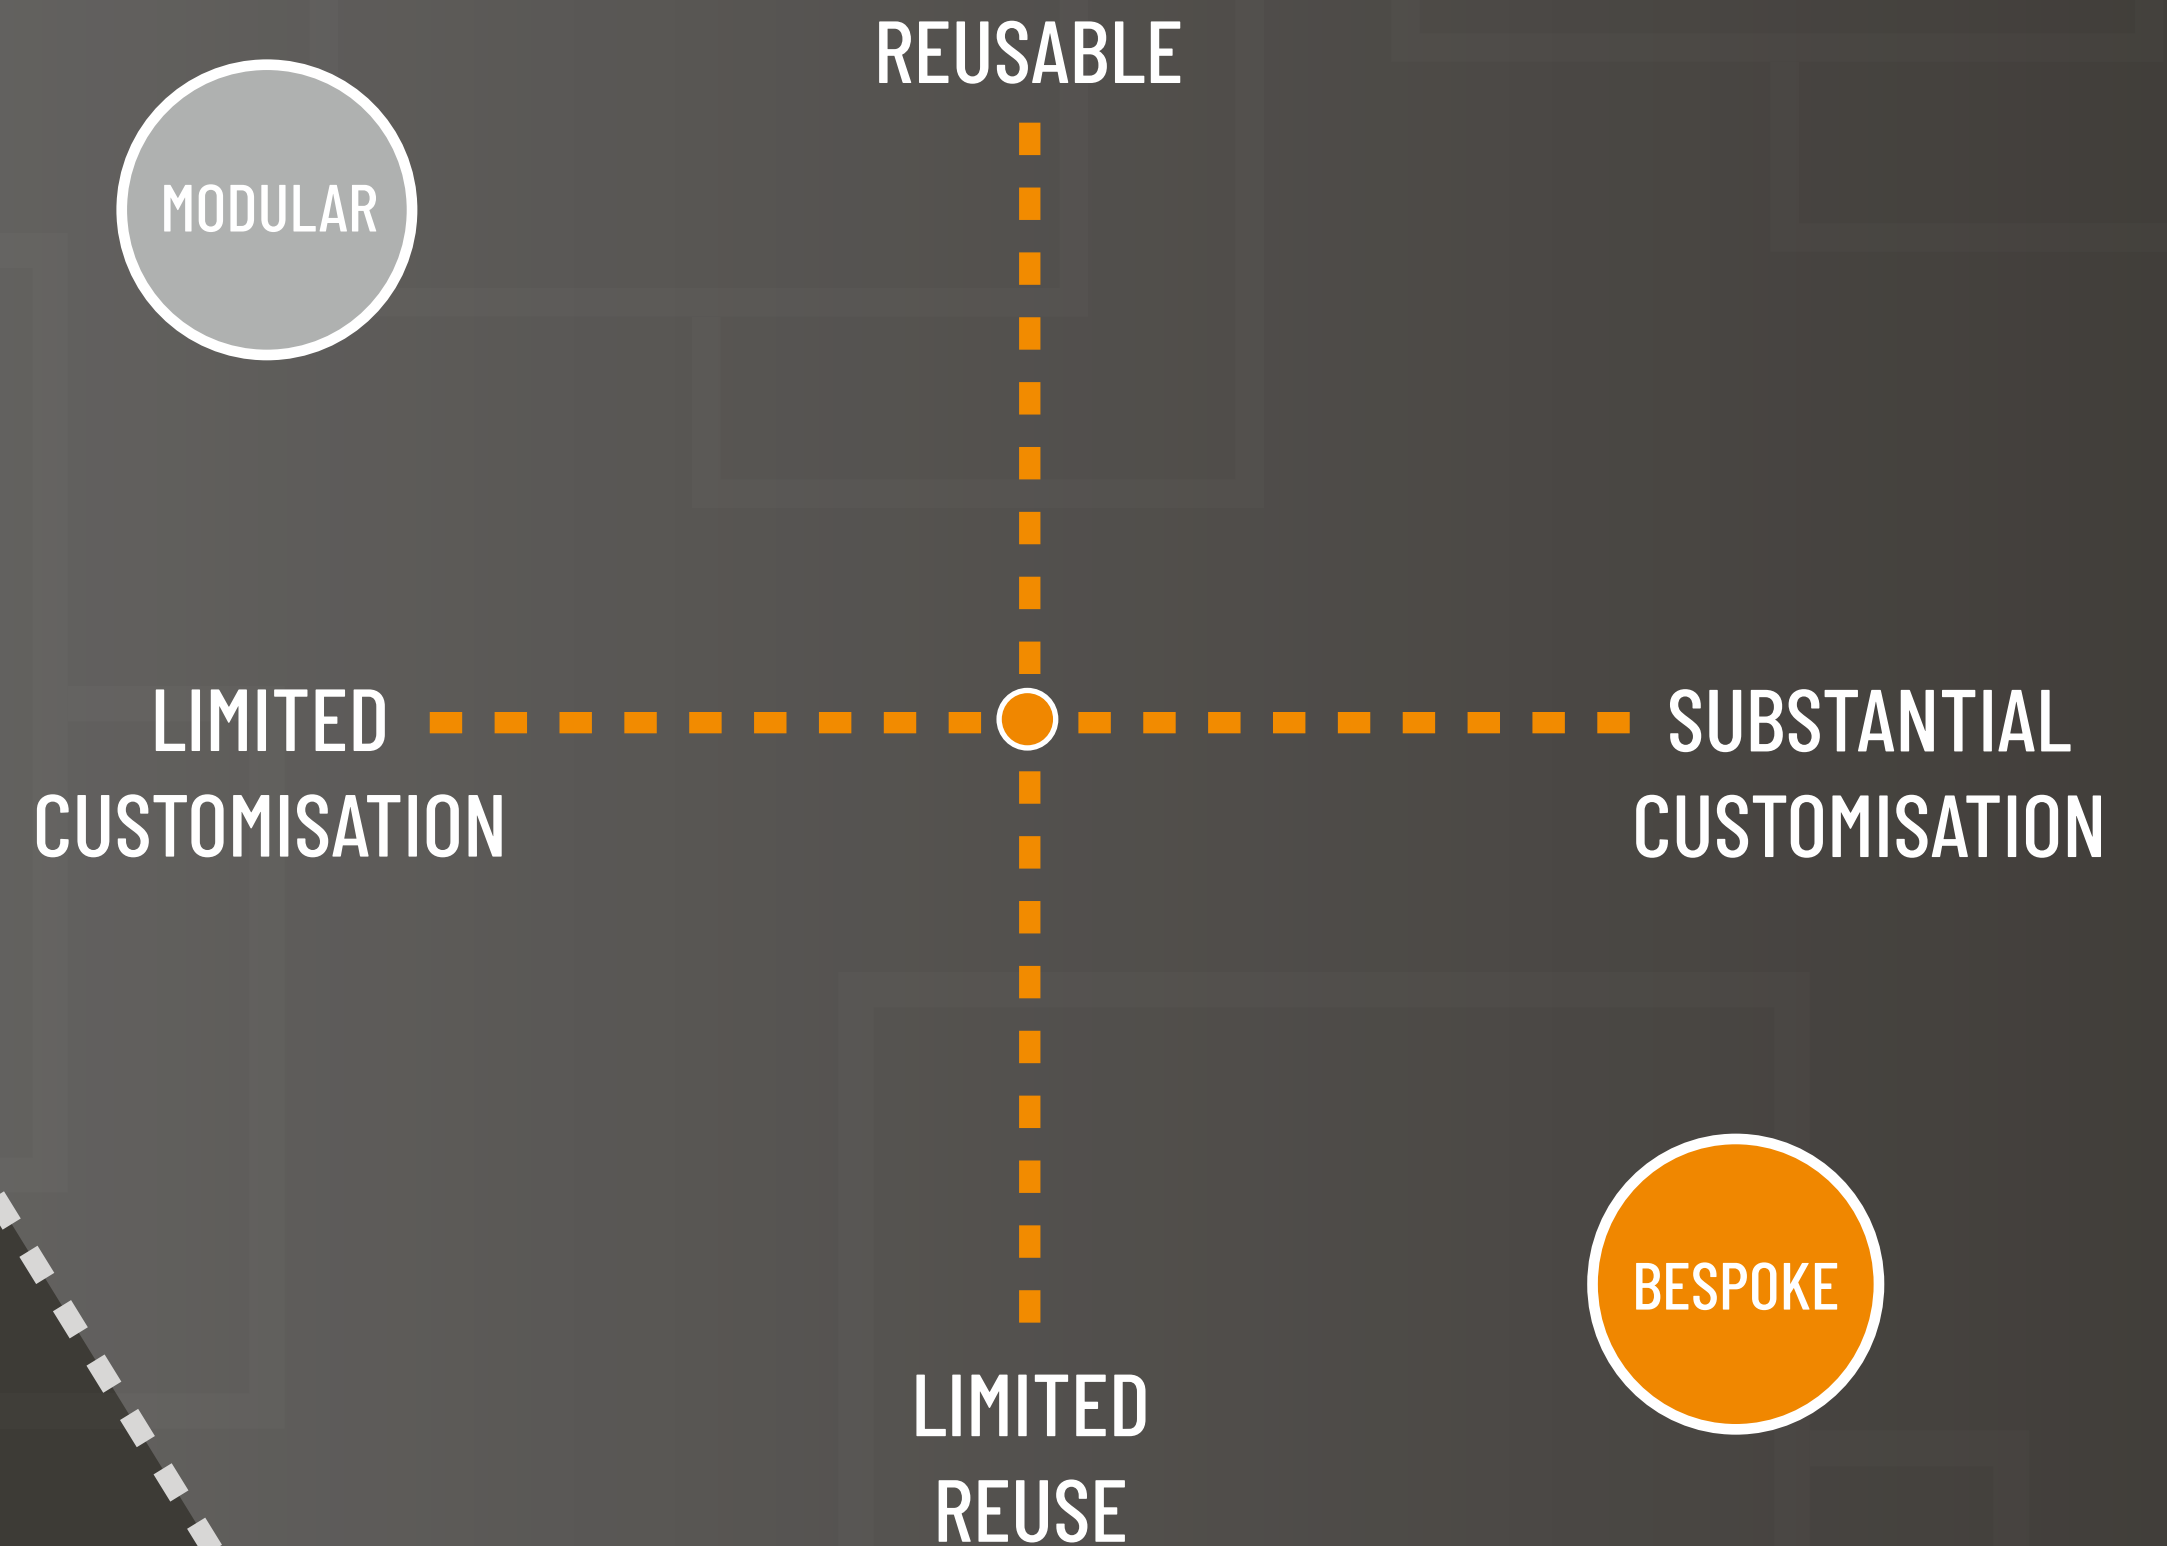 REUSABLE
MODULAR
LIMITED
CUSTOMISATION
SUBSTANTIAL
CUSTOMISATION
BESPOKE
LIMITED
REUSE